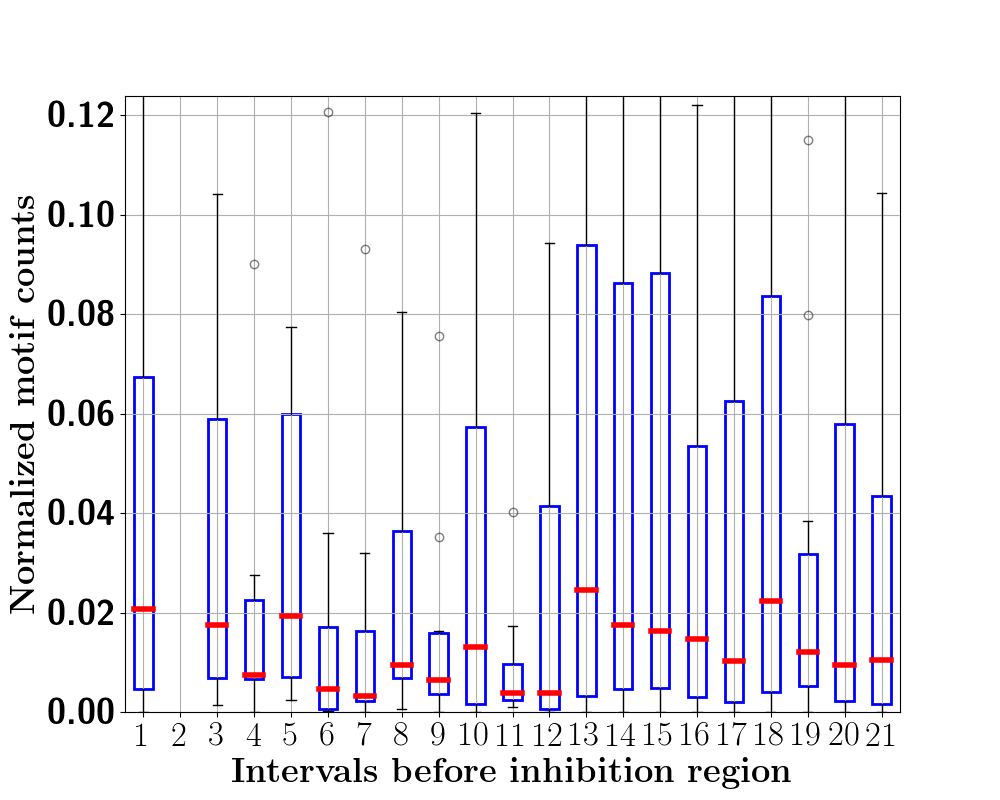 Normalized motif counts
0.12
0.10
0.08
0.06
0.04
0.02
0.00
1 2 3 4 5 6 7 8 9 10 11 12 13 14 15 16 17 18 19 20 21
Intervals before inhibition region